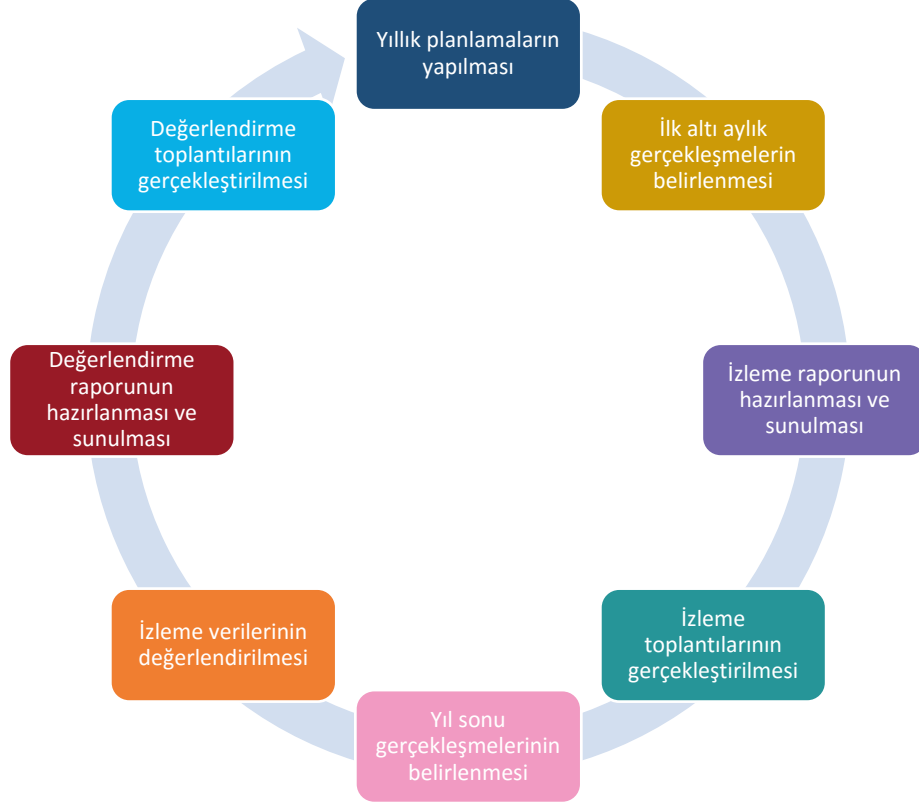 Yıllık planlamaların
yapılması
İlk altı aylık
gerçekleşmelerin
belirlenmesi
İzleme raporunun
hazırlanması ve
sunulması
İzleme
toplantılarının
gerçekleştirilmesi
Yıl sonu
gerçekleşmelerinin
belirlenmesi
İzleme verilerinin
değerlendirilmesi
Değerlendirme
raporunun
hazırlanması ve
sunulması
Değerlendirme
toplantılarının
gerçekleştirilmesi